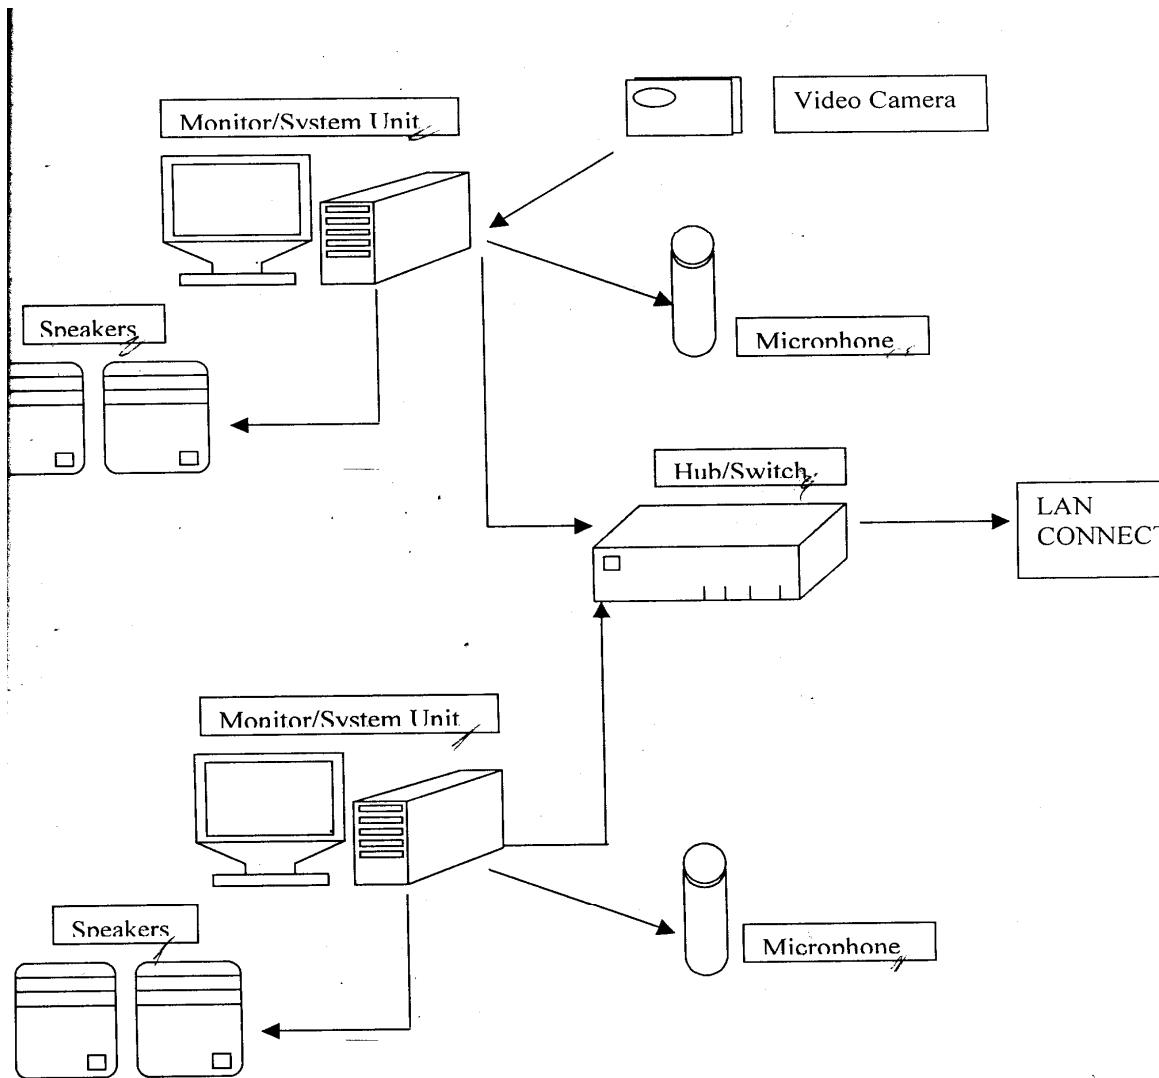 Video Camera
Monitor/System Unit
Speakers
Microphone
Hub/Switch
LAN
CONNECT
Monitor/System Unit
Speakers
Microphone